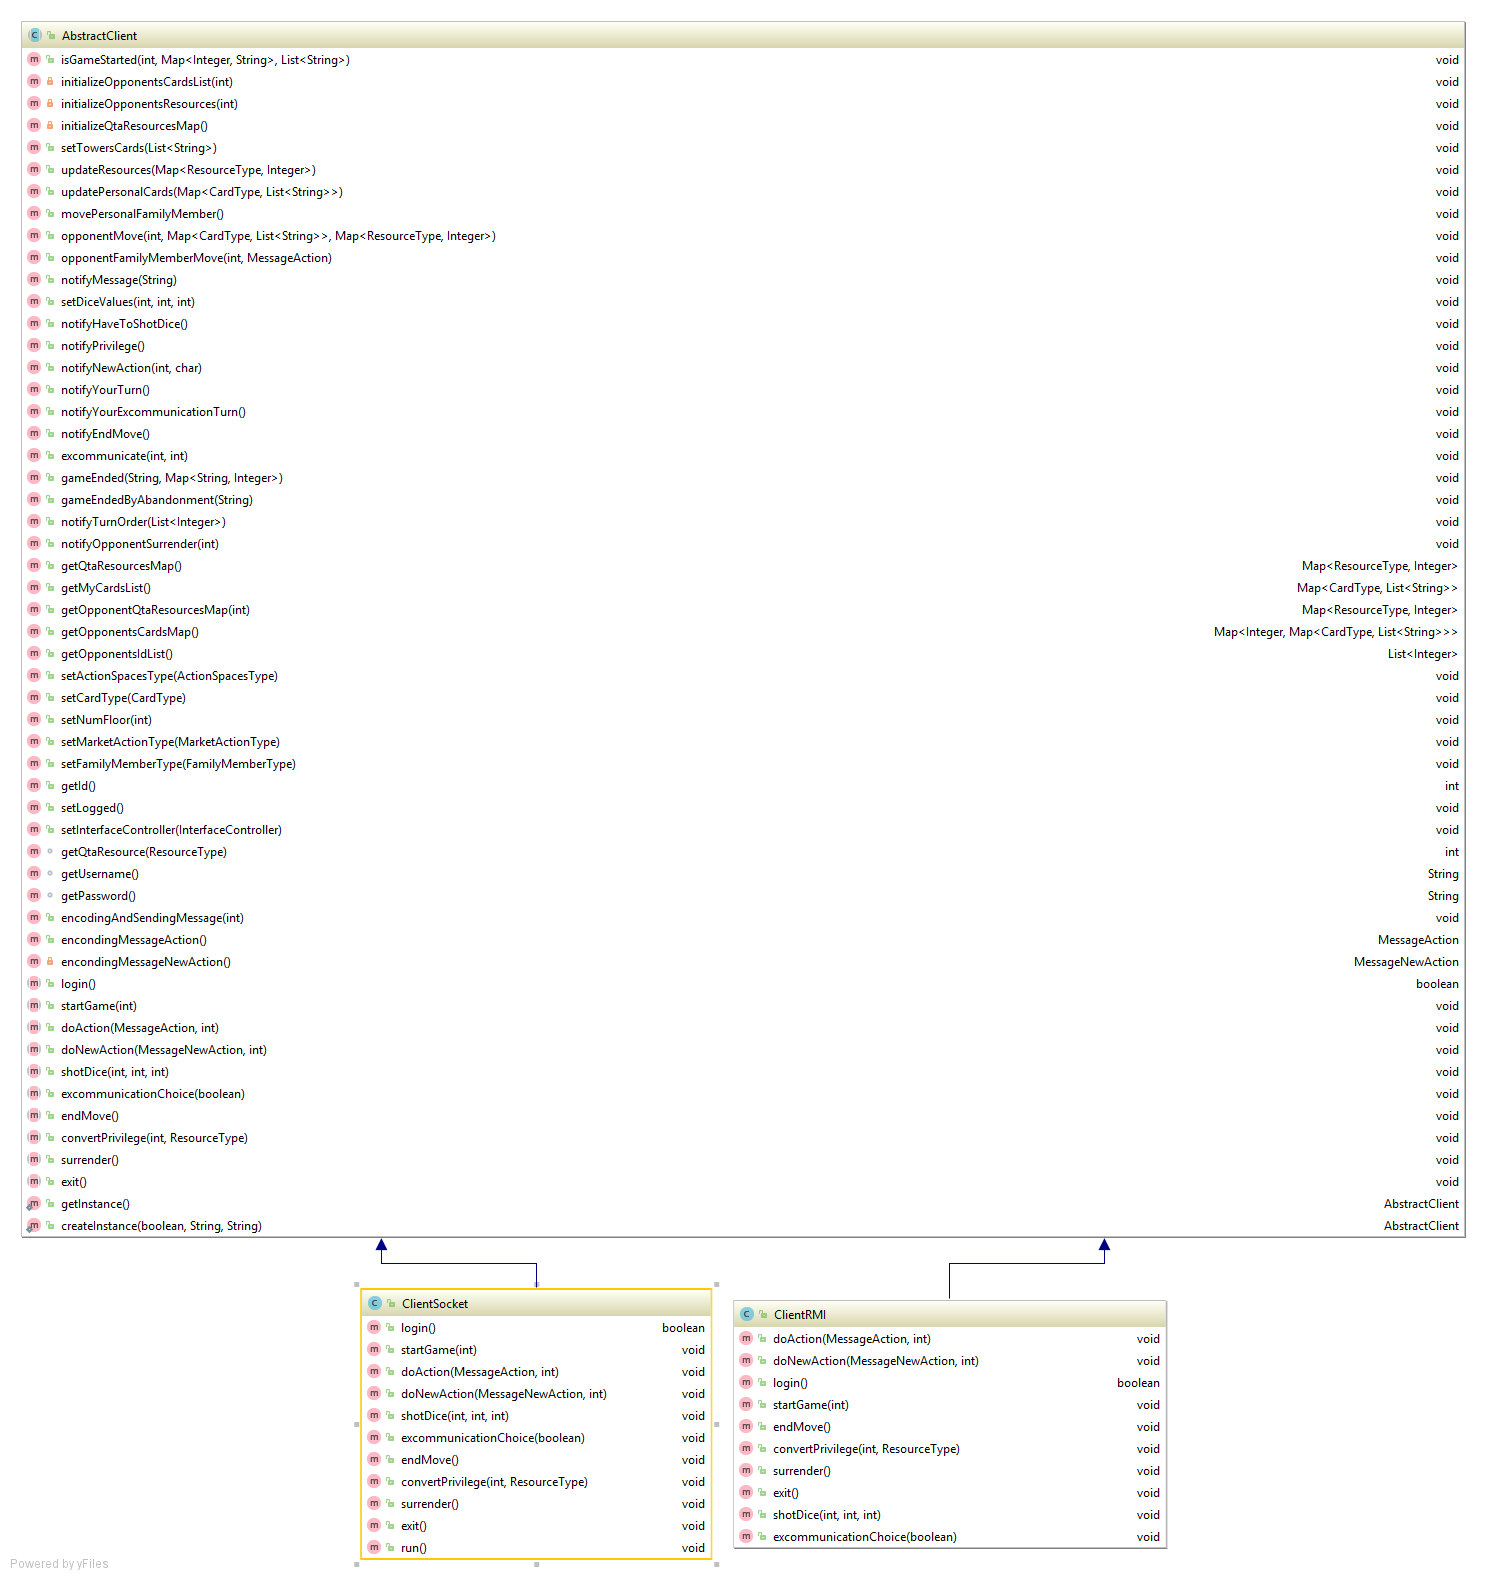 AbstractClient
isGameStarted(int, Map<Integer, String>, List<String>) void
initializeOpponentsCardsList(int) void
initializeOpponentsResources(int) void
initializeQtaResourcesMap() void
setTowersCards(List<String>) void
updateResources(Map<ResourceType, Integer>) void
updatePersonalCards(Map<CardType, List<String>>) void
movePersonalFamilyMember() void
opponentMove(int, Map<CardType, List<String>>, Map<ResourceType, Integer>) void
opponentFamilyMemberMove(int, MessageAction) void
notifyMessage(String) void
setDiceValues(int, int, int) void
notifyHaveToShotDice() void
notifyPrivilege() void
notifyNewAction(int, char) void
notifyYourTurn() void
notifyYourExcommunicationTurn() void
notifyEndMove() void
excommunicate(int, int) void
gameEnded(String, Map<String, Integer>) void
gameEndedByAbandonment(String) void
notifyTurnOrder(List<Integer>) void
notifyOpponentSurrender(int) void
getQtaResourcesMap() Map<ResourceType, Integer>
getMyCardsList() Map<CardType, List<String>>
getOpponentQtaResourcesMap(int) Map<ResourceType, Integer>
getOpponentsCardsMap() Map<Integer, Map<CardType, List<String>>>
getOpponentsIdList() List<Integer>
setActionSpacesType(ActionSpacesType) void
setCardType(CardType) void
setNumFloor(int) void
setMarketActionType(MarketActionType) void
setFamilyMemberType(FamilyMemberType) void
getId() int
setLogged() void
setInterfaceController(InterfaceController) void
getQtaResource(ResourceType) int
getUsername() String
getPassword() String
encodingAndSendingMessage(int) void
encondingMessageAction() MessageAction
encondingMessageNewAction() MessageNewAction
login() boolean
startGame(int) void
doAction(MessageAction, int) void
doNewAction(MessageNewAction, int) void
shotDice(int, int, int) void
excommunicationChoice(boolean) void
endMove() void
convertPrivilege(int, ResourceType) void
surrender() void
exit() void
getInstance() AbstractClient
createInstance(boolean, String, String) AbstractClient
ClientSocket
login() boolean
startGame(int) void
doAction(MessageAction, int) void
doNewAction(MessageNewAction, int) void
shotDice(int, int, int) void
excommunicationChoice(boolean) void
endMove() void
convertPrivilege(int, ResourceType) void
surrender() void
exit() void
run() void
ClientRMI
doAction(MessageAction, int) void
doNewAction(MessageNewAction, int) void
login() boolean
startGame(int) void
endMove() void
convertPrivilege(int, ResourceType) void
surrender() void
exit() void
shotDice(int, int, int) void
excommunicationChoice(boolean) void
Powered by yFiles